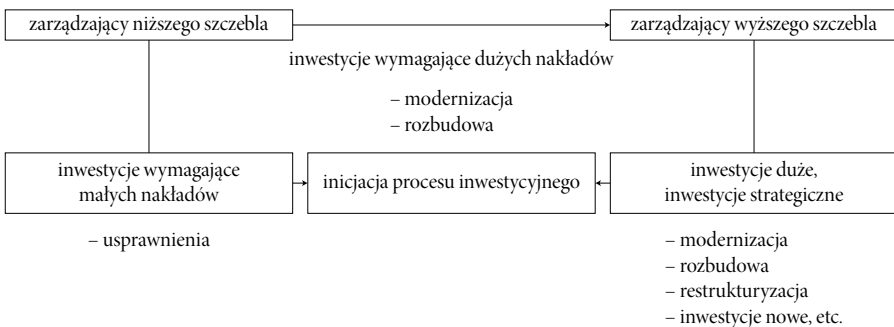 zarządzający niższego szczebla
zarządzający wyższego szczebla
inwestycje wymagające dużych nakładów
– modernizacja
– rozbudowa
inwestycje wymagające
małych nakładów
inicjacja procesu inwestycyjnego
inwestycje duże,
inwestycje strategiczne
– usprawnienia
– modernizacja
– rozbudowa
– restrukturyzacja
– inwestycje nowe, etc.